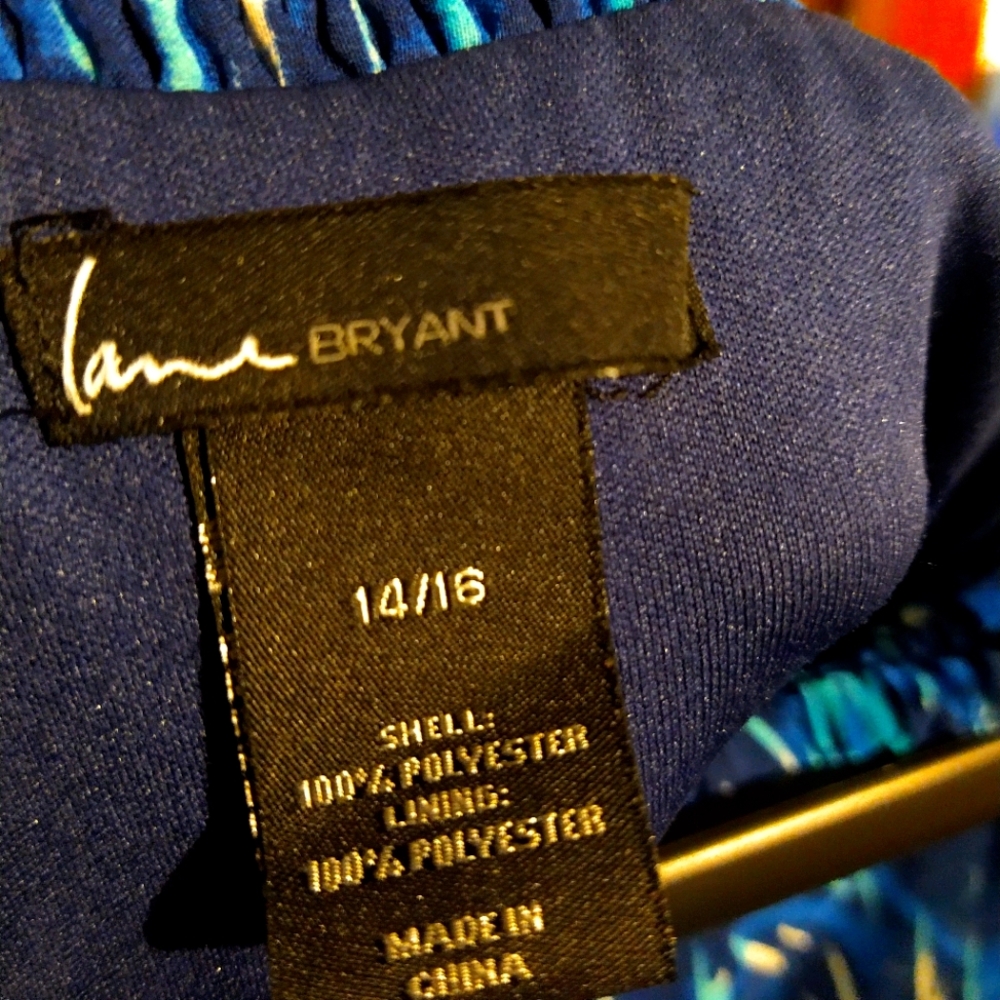 lane BRYANT
14/16
SHELL:
100% POLYESTER
LINING:
100% POLYESTER
MADE IN
CHINA